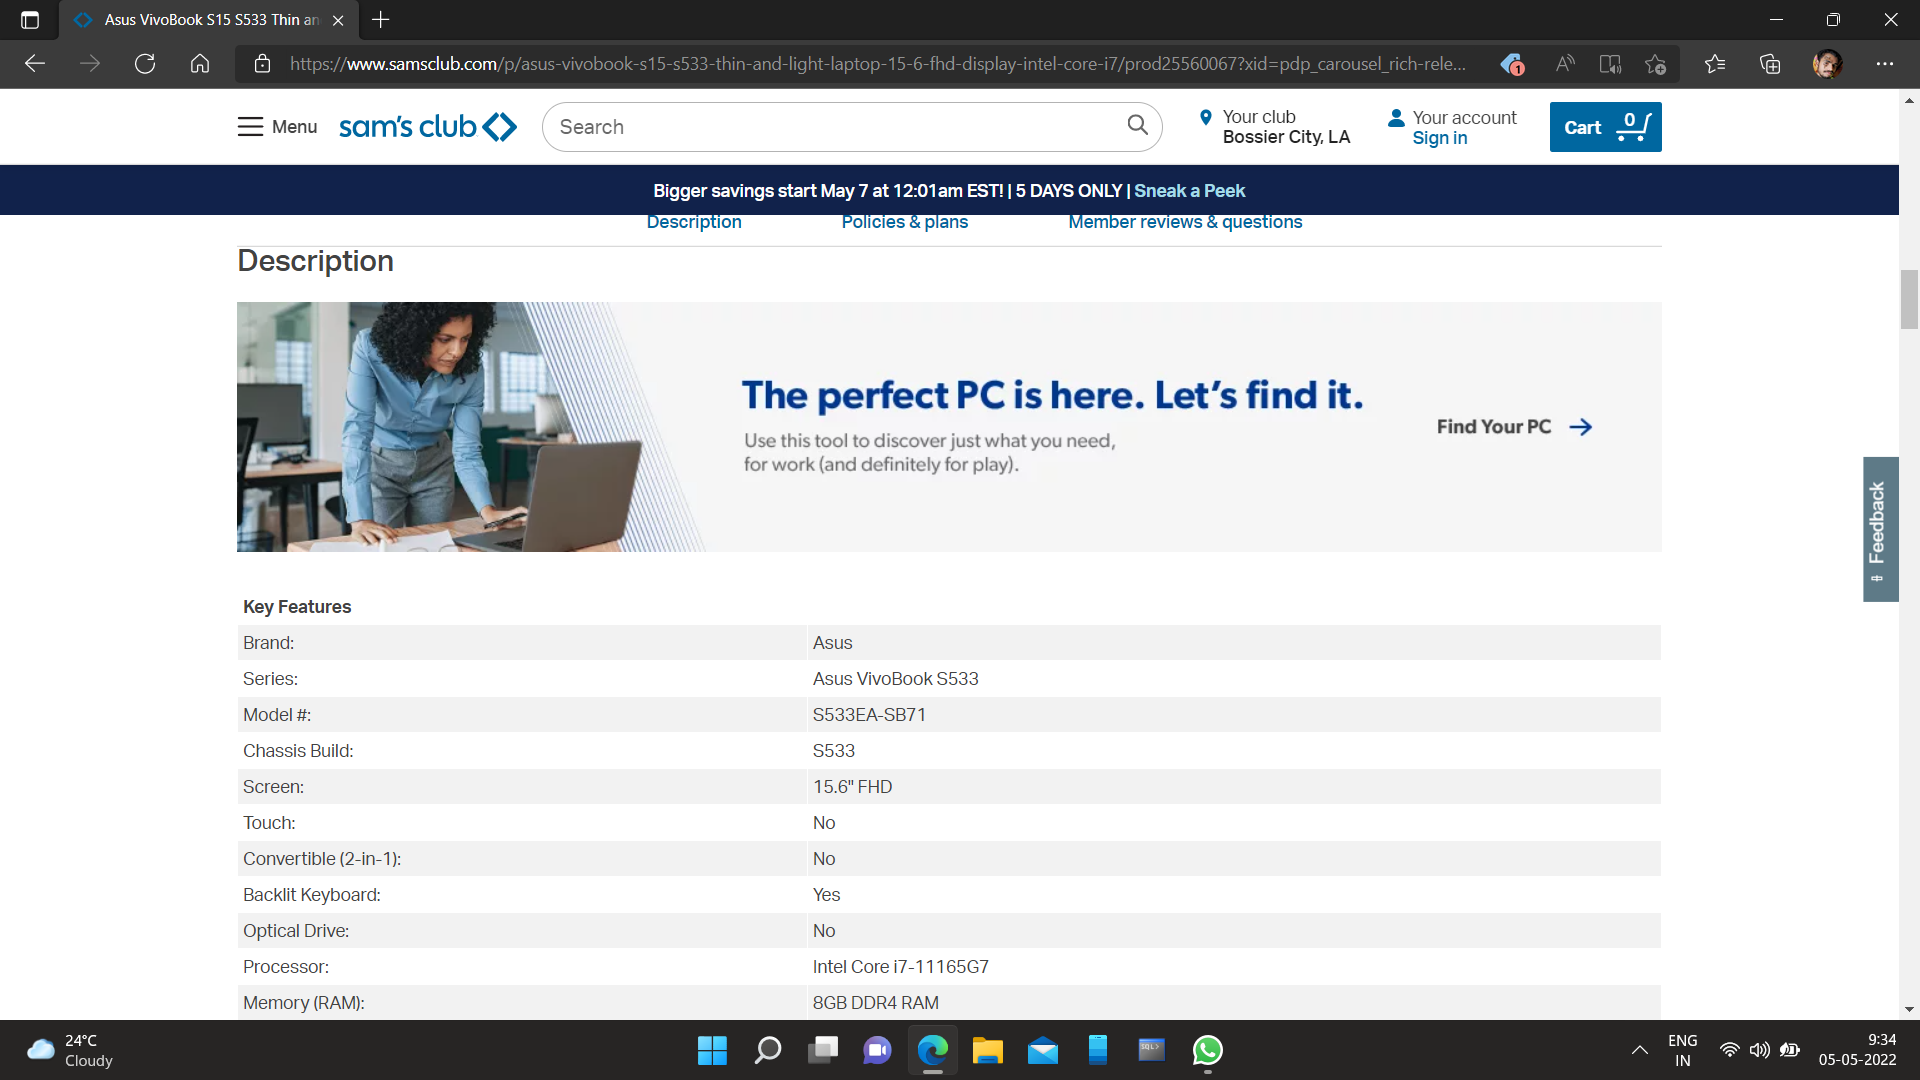 Asus VivoBook S15 S533 Thin an
https://www.samsclub.com/p/asus-vivobook-s15-s533-thin-and-light-laptop-15-6-fhd-display-intel-core-i7/prod25560067?xid=pdp_carousel_rich-rele...
1
Menu
sam's club
Search
Your club
Bossier City, LA
Your account
Sign in
Cart
0
Bigger savings start May 7 at 12:01am EST! | 5 DAYS ONLY | Sneak a Peek
Description
Policies & plans
Member reviews & questions
Description
The perfect PC is here. Let's find it.
Use this tool to discover just what you need,
for work (and definitely for play).
Find Your PC
Feedback
Key Features
Brand: Asus
Series: Asus VivoBook S533
Model #: S533EA-SB71
Chassis Build: S533
Screen: 15.6" FHD
Touch: No
Convertible (2-in-1): No
Backlit Keyboard: Yes
Optical Drive: No
Processor: Intel Core i7-11165G7
Memory (RAM): 8GB DDR4 RAM
24°C
Cloudy
SQL>
ENG
IN
9:34
05-05-2022